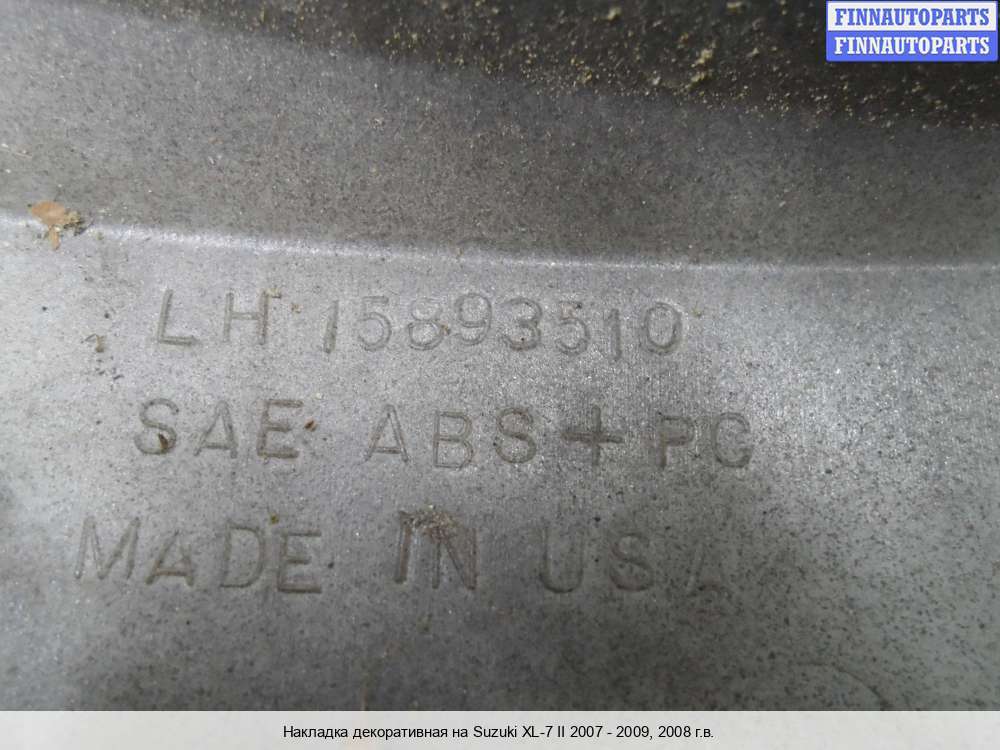 FINNAUTOPARTS
FINNAUTOPARTS
LH 15893510
SAE ABS+PC
MADE IN USA
Накладка декоративная на Suzuki XL-7 II 2007 - 2009, 2008 г.в.